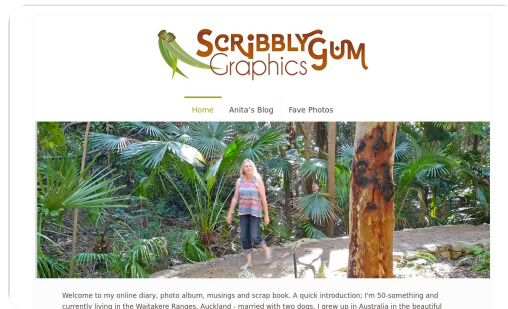 SCRIBBLYGUM
Graphics
Home Anita's Blog Fave Photos
Welcome to my online diary, photo album, musings and scrap book. A quick introduction; I'm 50-something and
currently living in the Waitakere Ranges, Auckland - married with two dogs. I grew up in Australia in the beautiful